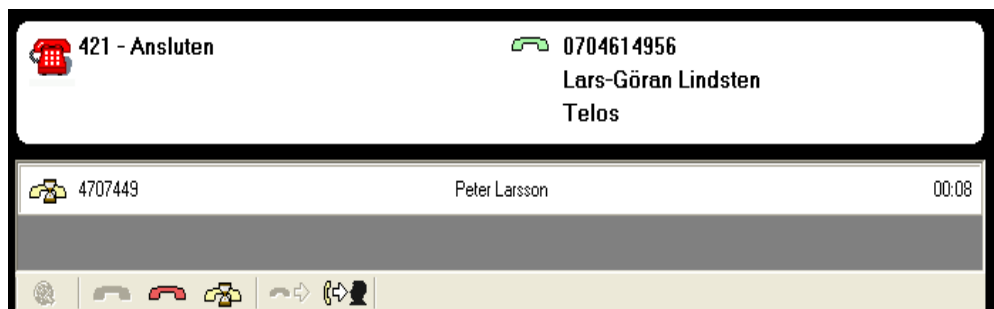 421 - Ansluten
0704614956
Lars-Göran Lindsten
Telos
4707449 Peter Larsson 00:08